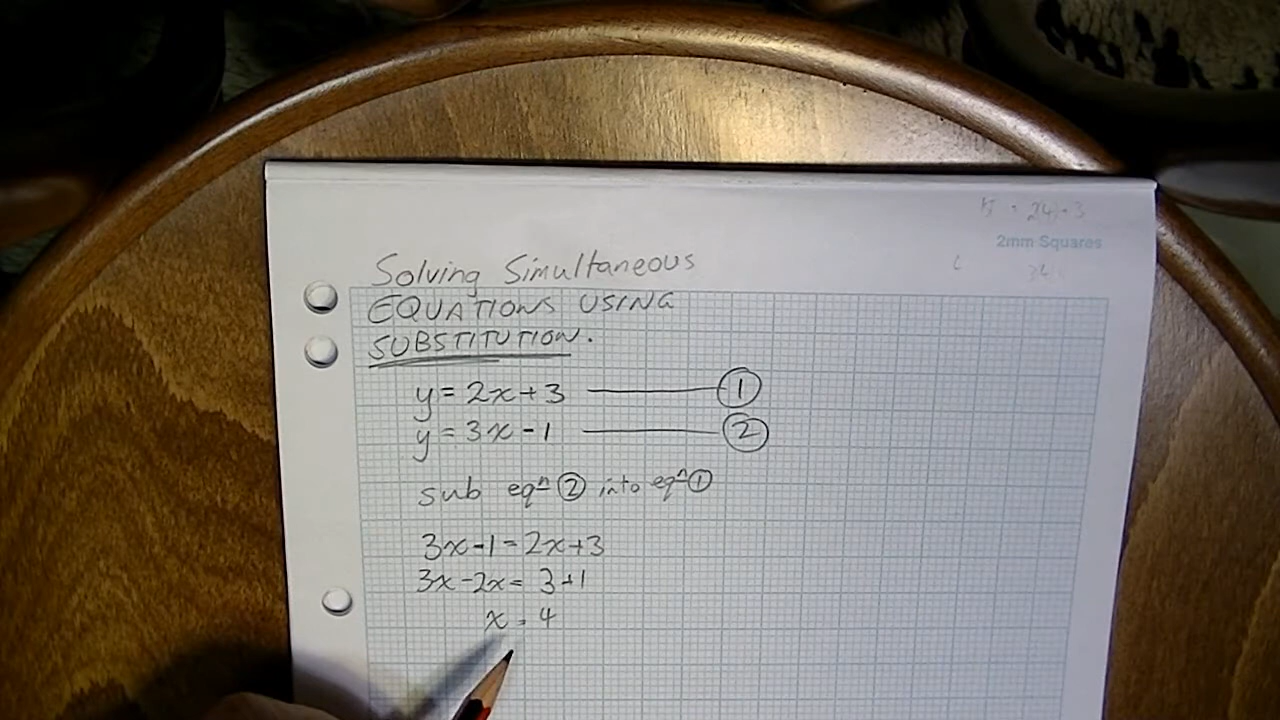 2mm Squares
Solving Simultaneous
EQUATIONS USING
SUBSTITUTION.
y = 2x + 3 ——— ①
y = 3x - 1 ——— ②
sub eqⁿ ② into eqⁿ ①
3x - 1 = 2x + 3
3x - 2x = 3 + 1
x = 4